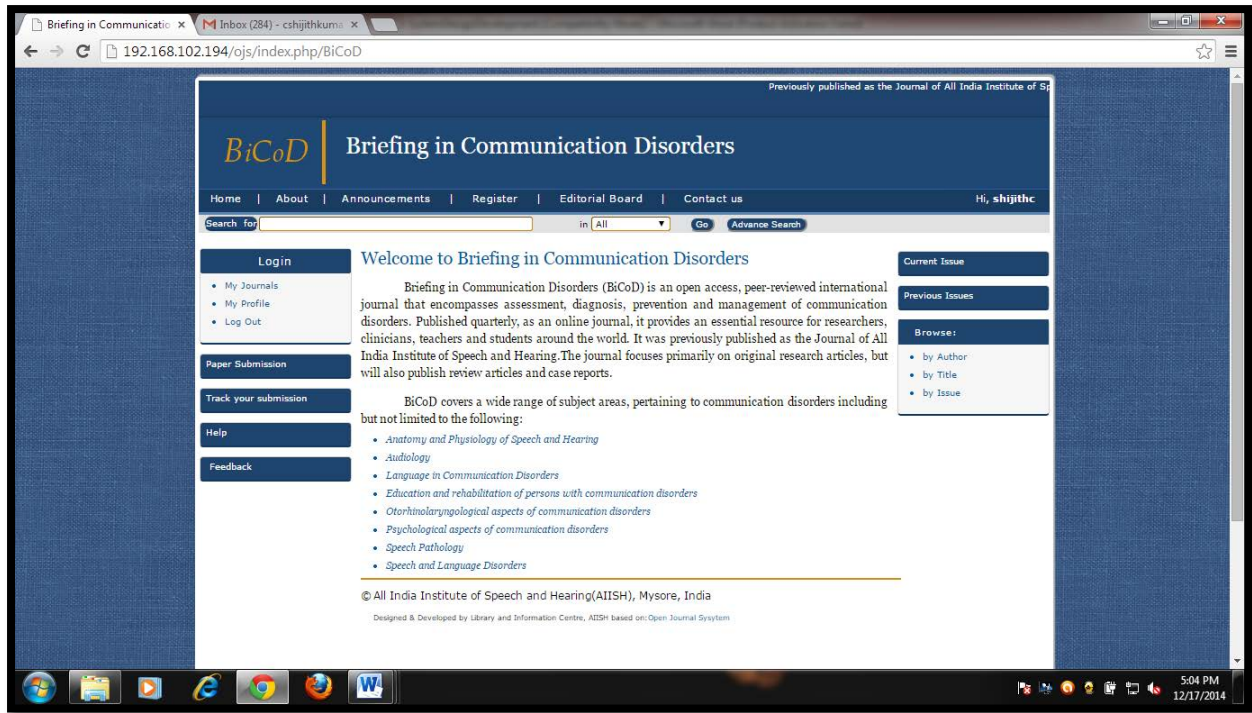 Briefing in Communicatio
Inbox (284) - cshijithkuma
192.168.102.194/ojs/index.php/BiCoD
Previously published as the Journal of All India Institute of Sp
BiCoD
Briefing in Communication Disorders
Home | About | Announcements | Register | Editorial Board | Contact us
Hi, shijithc
Search for in All Go Advance Search
Login
My Journals
My Profile
Log Out
Paper Submission
Track your submission
Help
Feedback
Welcome to Briefing in Communication Disorders
Briefing in Communication Disorders (BiCoD) is an open access, peer-reviewed international
journal that encompasses assessment, diagnosis, prevention and management of communication
disorders. Published quarterly, as an online journal, it provides an essential resource for researchers,
clinicians, teachers and students around the world. It was previously published as the Journal of All
India Institute of Speech and Hearing.The journal focuses primarily on original research articles, but
will also publish review articles and case reports.
BiCoD covers a wide range of subject areas, pertaining to communication disorders including
but not limited to the following:
Anatomy and Physiology of Speech and Hearing
Audiology
Language in Communication Disorders
Education and rehabilitation of persons with communication disorders
Otorhinolaryngological aspects of communication disorders
Psychological aspects of communication disorders
Speech Pathology
Speech and Language Disorders
© All India Institute of Speech and Hearing(AIISH), Mysore, India
Designed & Developed by Library and Information Centre, AIISH based on:Open Journal Sysytem
Current Issue
Previous Issues
Browse:
by Author
by Title
by Issue
5:04 PM
12/17/2014